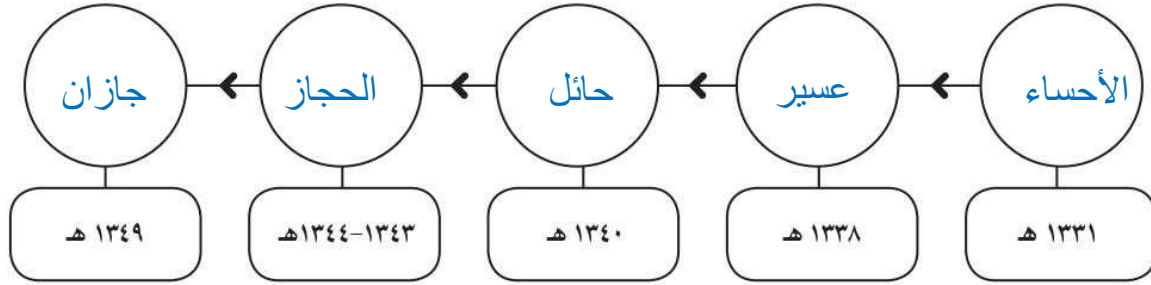 الأحساء
عسير
حائل
الحجاز
جازان
١٣٣١ هـ
١٣٣٨ هـ
١٣٤٠ هـ
١٣٤٣-١٣٤٤هـ
١٣٤٩ هـ